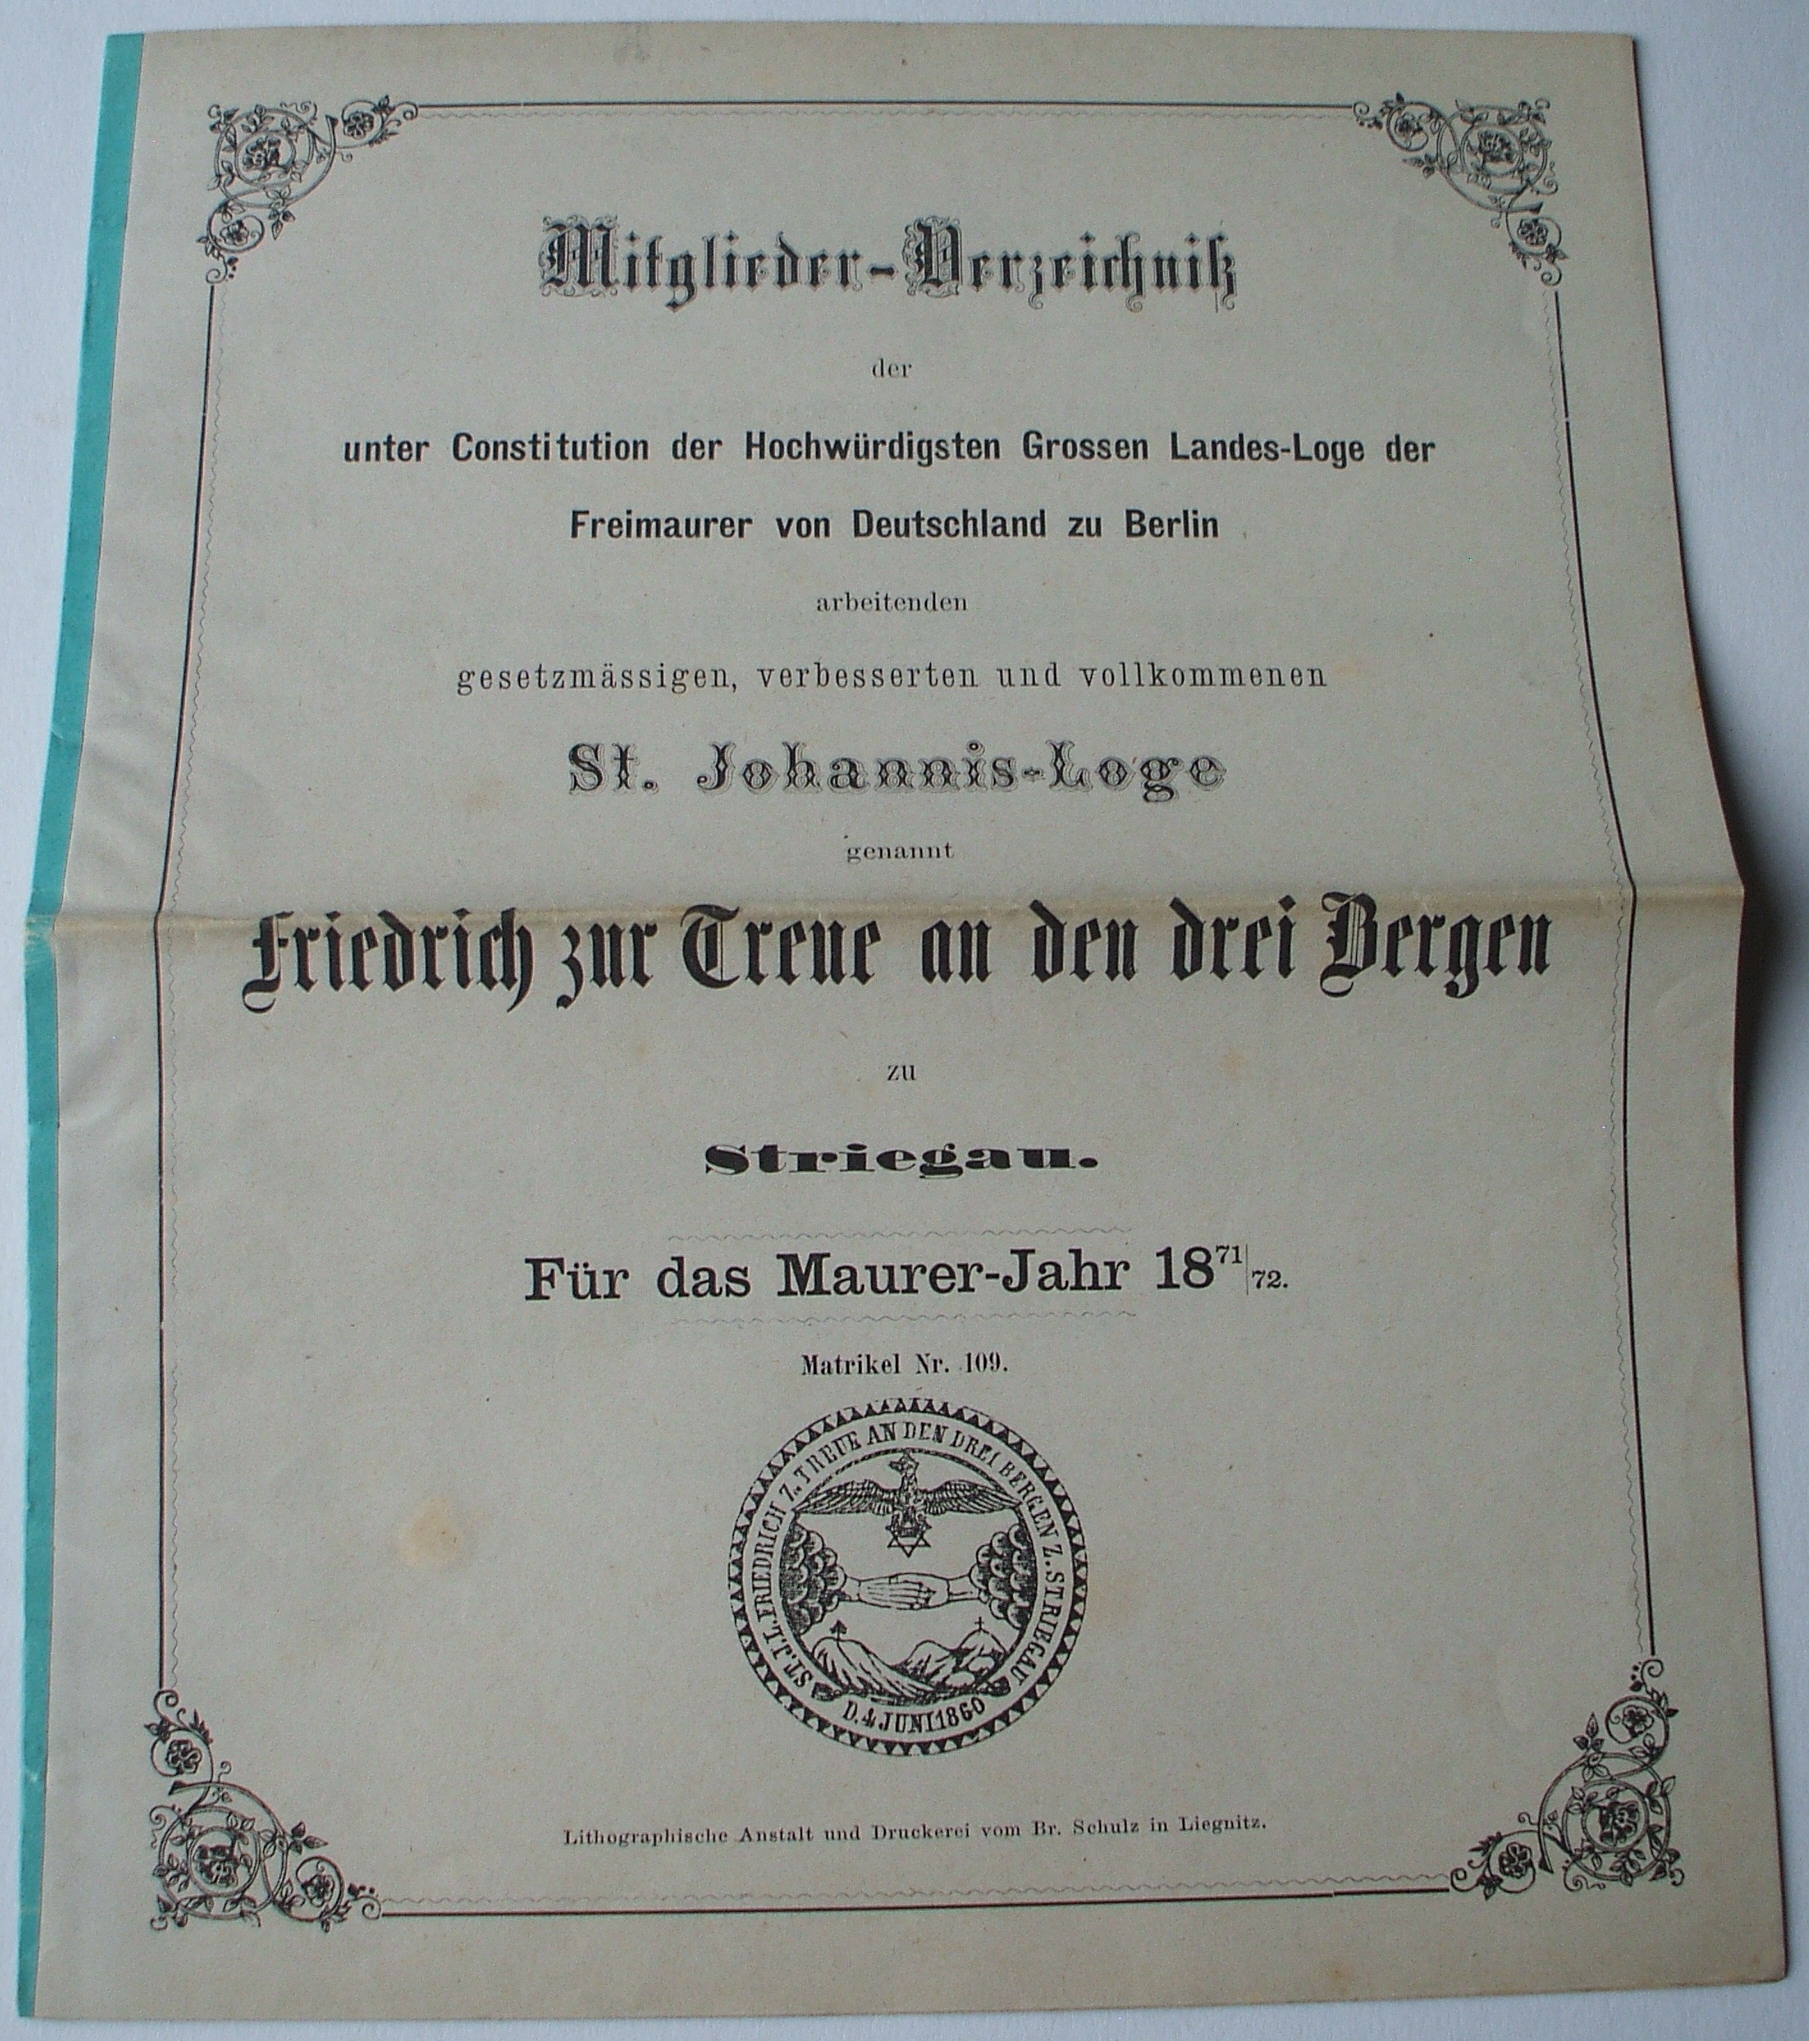 Mitglieder-Verzeichniß
der
unter Constitution der Hochwürdigsten Grossen Landes-Loge der
Freimaurer von Deutschland zu Berlin
arbeitenden
gesetzmässigen, verbesserten und vollkommenen
St. Johannis-Loge
genannt
Friedrich zur Treue an den drei Bergen
zu
Striegau.
Für das Maurer-Jahr 1871/72.
Matrikel Nr. 109.
ST. J. L. FRIEDRICH Z. TREUE AN DEN DREI BERGEN Z. STRIEGAU
D. 4 JUNI 1860
Lithographische Anstalt und Druckerei vom Br. Schulz in Liegnitz.